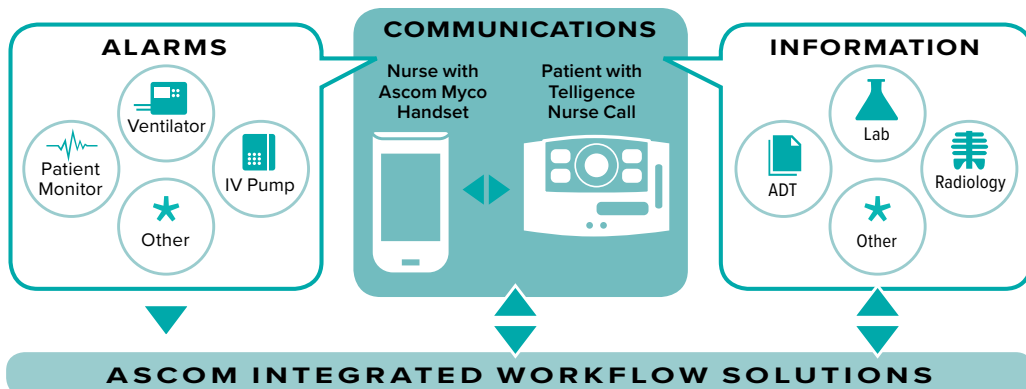 ALARMS
Ventilator
Patient
Monitor
IV Pump
Other
COMMUNICATIONS
Nurse with
Ascom Myco
Handset
Patient with
Telligence
Nurse Call
INFORMATION
Lab
ADT
Radiology
Other
ASCOM INTEGRATED WORKFLOW SOLUTIONS